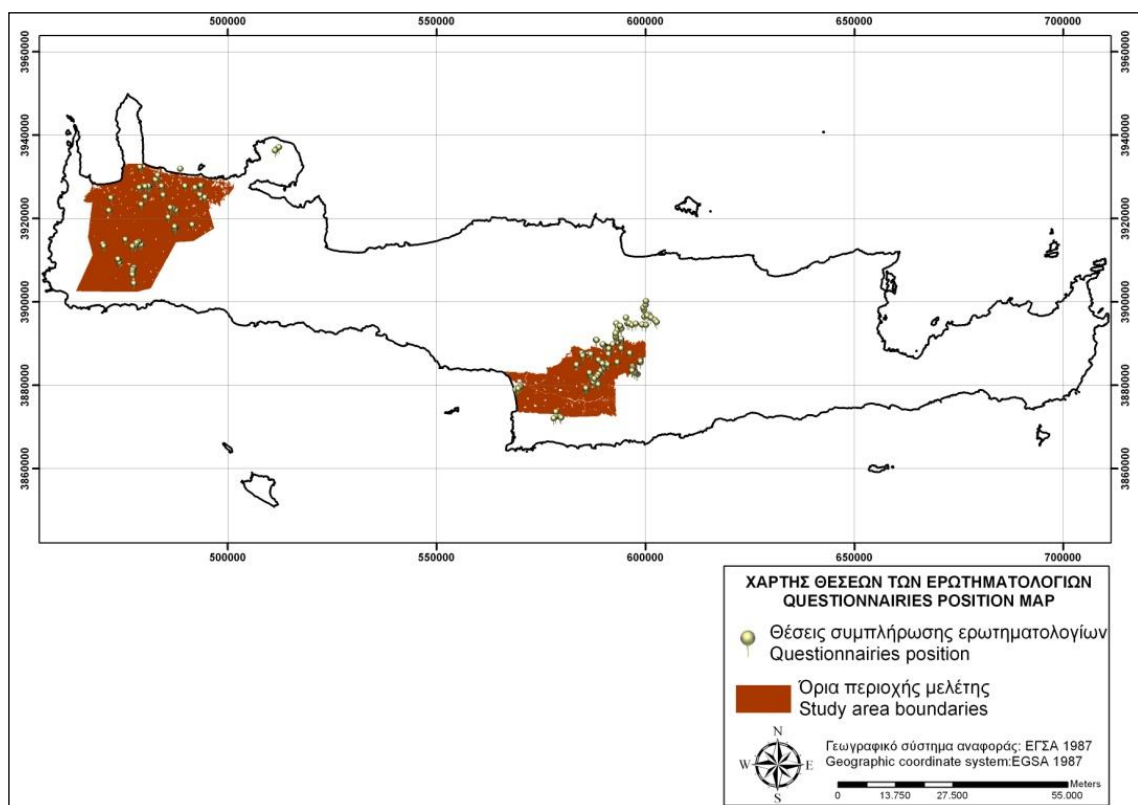 500000 550000 600000 650000 700000
3960000 3960000
3940000 3940000
3920000 3920000
3900000 3900000
3880000 3880000
3860000 3860000
500000 550000 600000 650000 700000
ΧΑΡΤΗΣ ΘΕΣΕΩΝ ΤΩΝ ΕΡΩΤΗΜΑΤΟΛΟΓΙΩΝ
QUESTIONNAIRIES POSITION MAP
Θέσεις συμπλήρωσης ερωτηματολογίων
Questionnairies position
Όρια περιοχής μελέτης
Study area boundaries
N
W E
S
Γεωγραφικό σύστημα αναφοράς: ΕΓΣΑ 1987
Geographic coordinate system:EGSA 1987
Meters
0 13.750 27.500 55.000